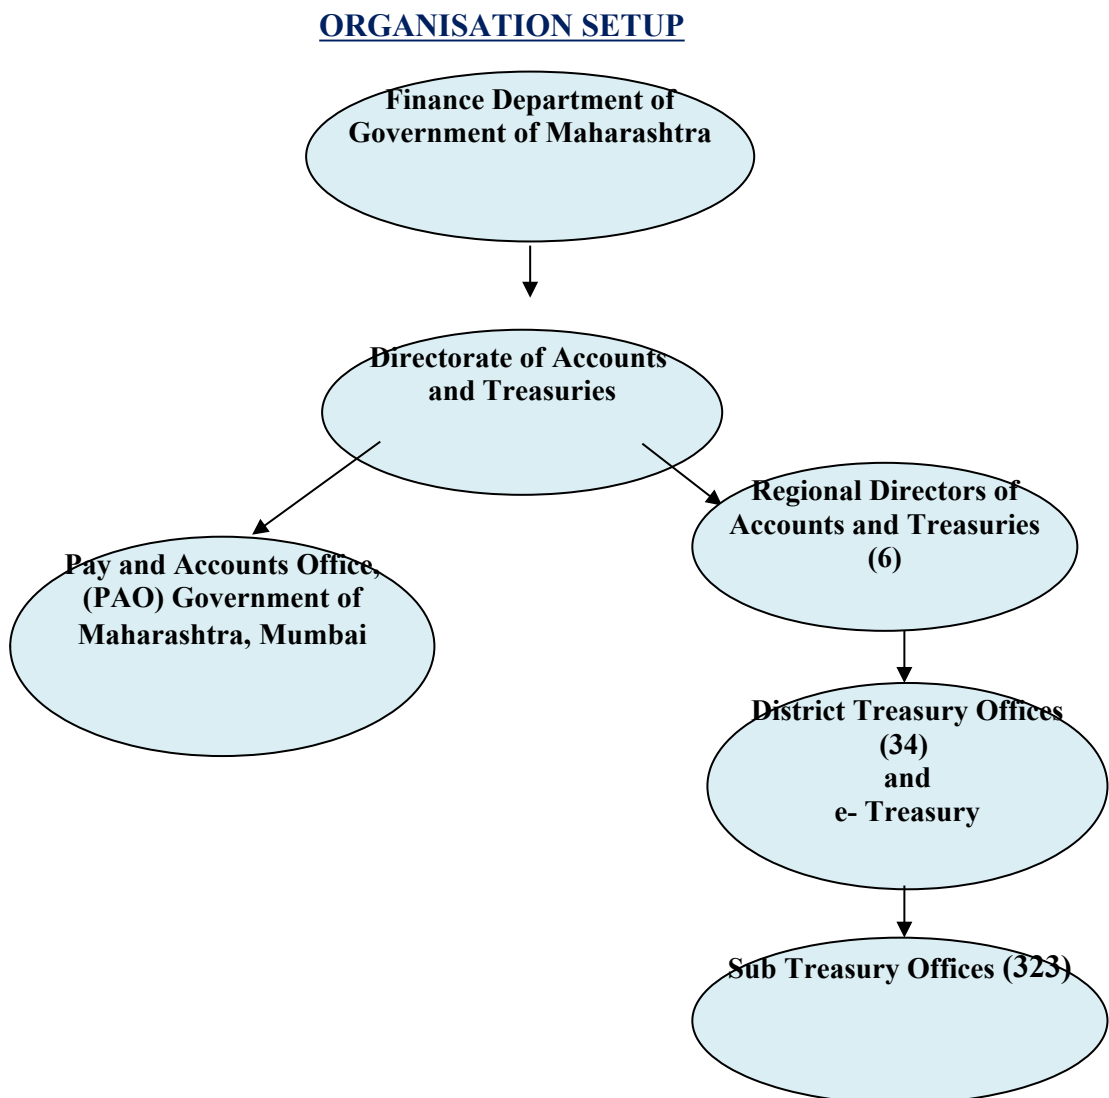 ORGANISATION SETUP
Finance Department of
Government of Maharashtra
Directorate of Accounts
and Treasuries
Regional Directors of
Accounts and Treasuries
(6)
Pay and Accounts Office,
(PAO) Government of
Maharashtra, Mumbai
District Treasury Offices
(34)
and
e- Treasury
Sub Treasury Offices (323)